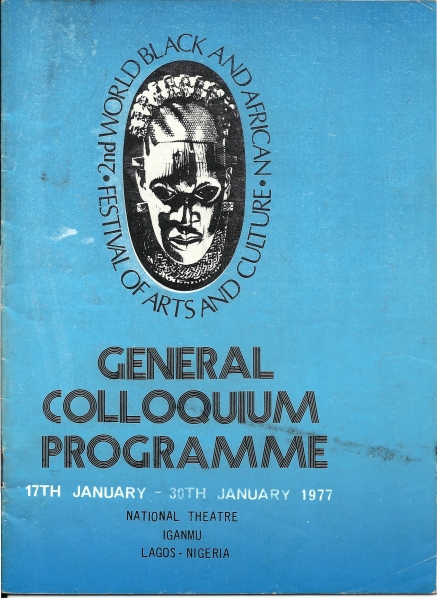 • 2nd WORLD BLACK AND AFRICAN •
FESTIVAL OF ARTS AND CULTURE
GENERAL
COLLOQUIUM
PROGRAMME
17TH JANUARY - 30TH JANUARY 1977
NATIONAL THEATRE
IGANMU
LAGOS - NIGERIA